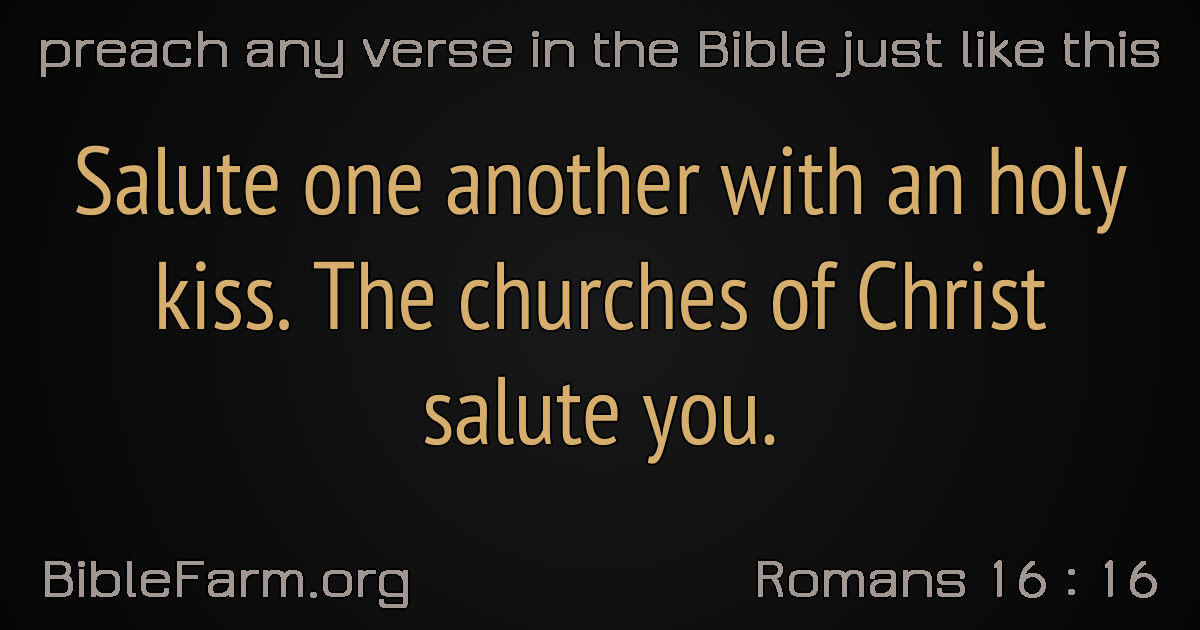 preach any verse in the Bible just like this
Salute one another with an holy
kiss. The churches of Christ
salute you.
BibleFarm.org
Romans 16 : 16